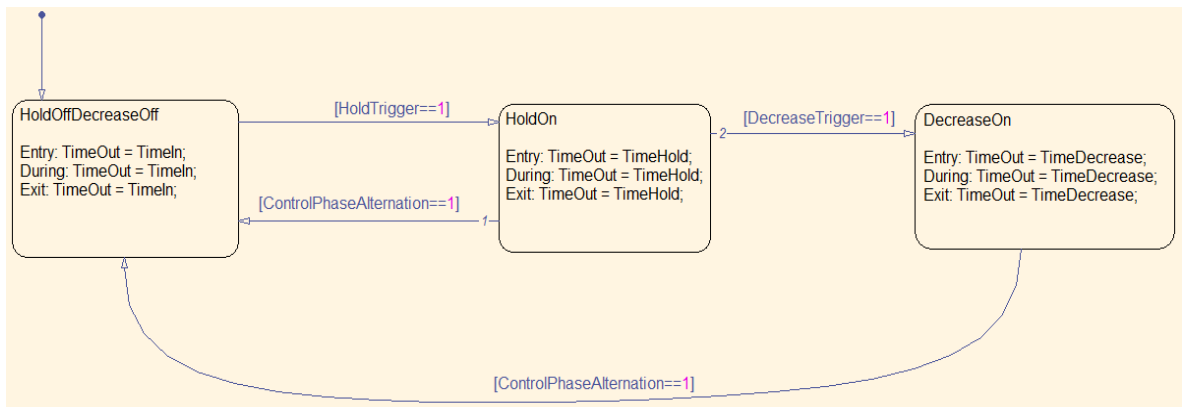 HoldOffDecreaseOff
Entry: TimeOut = TimeIn;
During: TimeOut = TimeIn;
Exit: TimeOut = TimeIn;
[HoldTrigger==1]
[ControlPhaseAlternation==1]
1
HoldOn
Entry: TimeOut = TimeHold;
During: TimeOut = TimeHold;
Exit: TimeOut = TimeHold;
2
[DecreaseTrigger==1]
DecreaseOn
Entry: TimeOut = TimeDecrease;
During: TimeOut = TimeDecrease;
Exit: TimeOut = TimeDecrease;
[ControlPhaseAlternation==1]